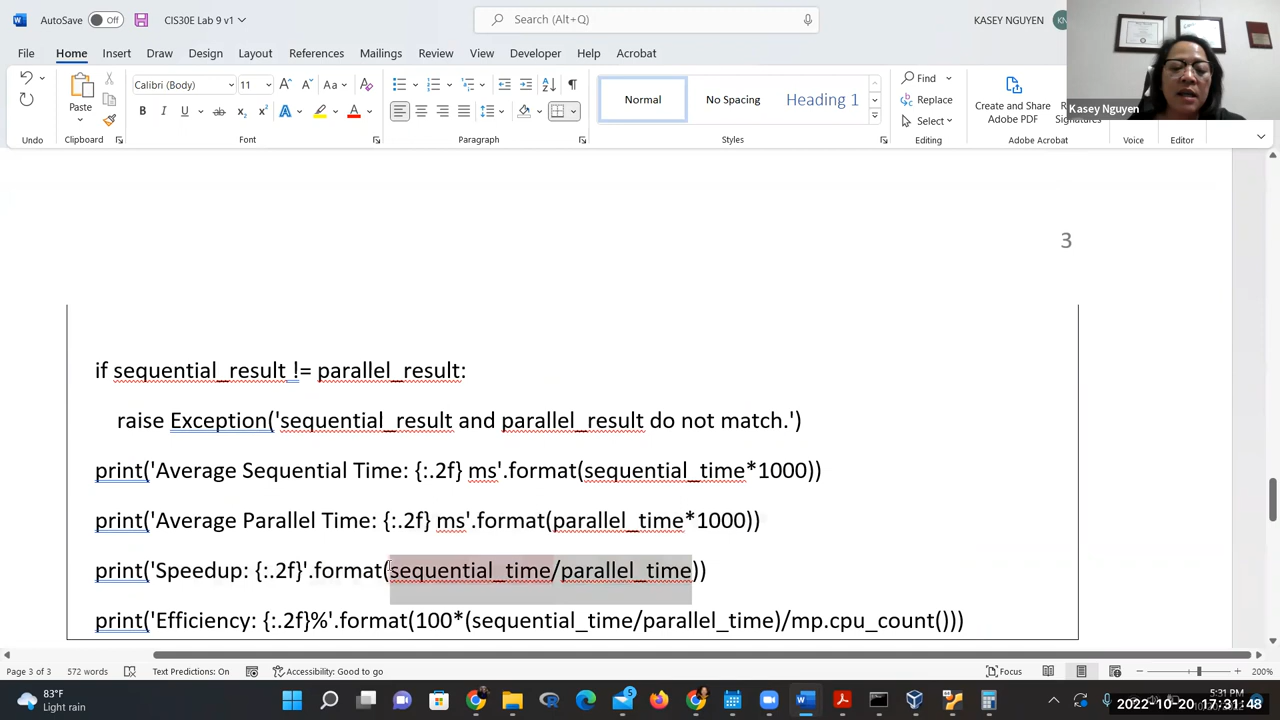 AutoSave Off CIS30E Lab 9 v1 Search (Alt+Q) KASEY NGUYEN KN
File Home Insert Draw Design Layout References Mailings Review View Developer Help Acrobat
Paste
Calibri (Body) 11
Normal No Spacing Heading 1
Find
Replace
Select
Create and Share Adobe PDF
Signatures
Kasey Nguyen
Undo Clipboard Font Paragraph Styles Editing Adobe Acrobat Voice Editor
3
if sequential_result != parallel_result:
raise Exception('sequential_result and parallel_result do not match.')
print('Average Sequential Time: {:.2f} ms'.format(sequential_time*1000))
print('Average Parallel Time: {:.2f} ms'.format(parallel_time*1000))
print('Speedup: {:.2f}'.format(sequential_time/parallel_time))
print('Efficiency: {:.2f}%'.format(100*(sequential_time/parallel_time)/mp.cpu_count()))
Page 3 of 3 572 words Text Predictions: On Accessibility: Good to go Focus 200%
83°F
Light rain
5:31 PM
2022-10-20 17:31:48